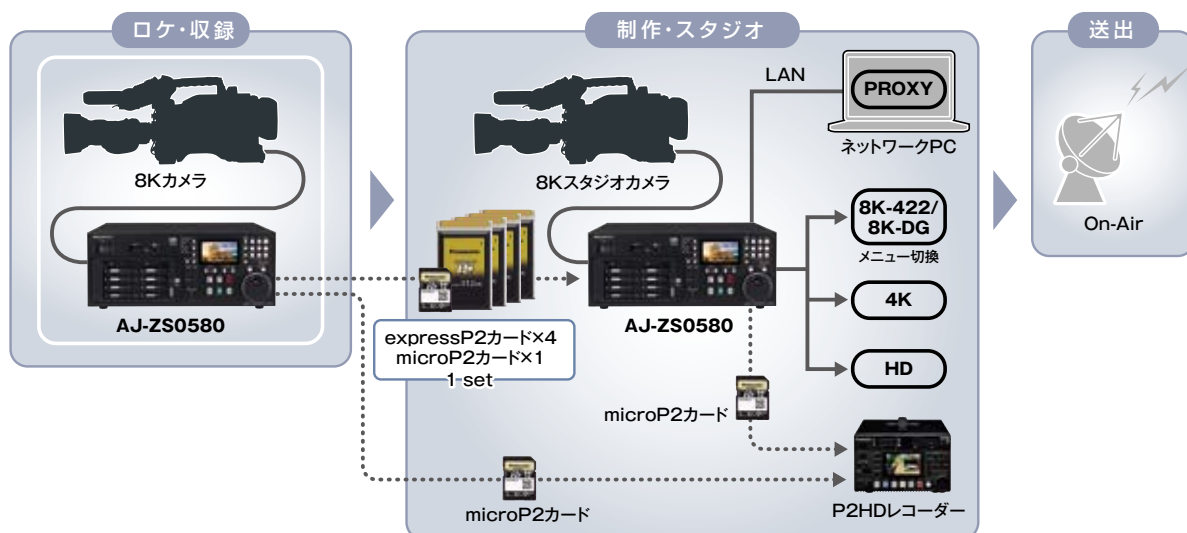 ロケ・収録
8Kカメラ
AJ-ZS0580
制作・スタジオ
8Kスタジオカメラ
AJ-ZS0580
expressP2カード×4
microP2カード×1
1 set
LAN
PROXY
ネットワークPC
8K-422/
8K-DG
メニュー切換
4K
HD
microP2カード
microP2カード
P2HDレコーダー
送出
On-Air